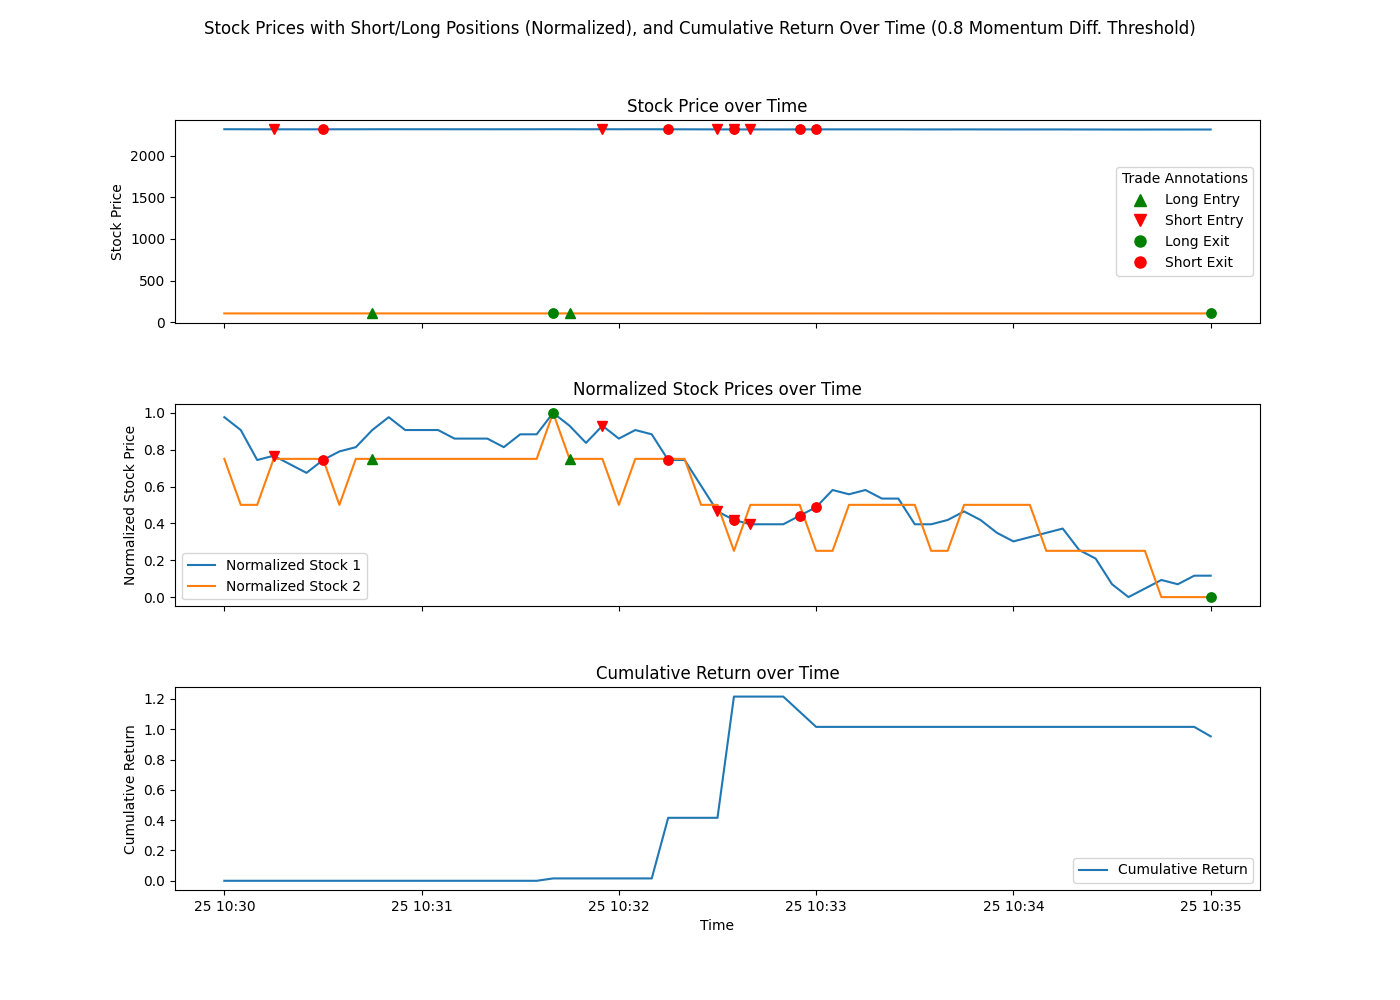 Stock Prices with Short/Long Positions (Normalized), and Cumulative Return Over Time (0.8 Momentum Diff. Threshold)
Stock Price over Time
Stock Price
2000
1500
1000
500
0
Trade Annotations
Long Entry
Short Entry
Long Exit
Short Exit
Normalized Stock Prices over Time
Normalized Stock Price
1.0
0.8
0.6
0.4
0.2
0.0
Normalized Stock 1
Normalized Stock 2
Cumulative Return over Time
Cumulative Return
1.2
1.0
0.8
0.6
0.4
0.2
0.0
Cumulative Return
25 10:30
25 10:31
25 10:32
25 10:33
25 10:34
25 10:35
Time